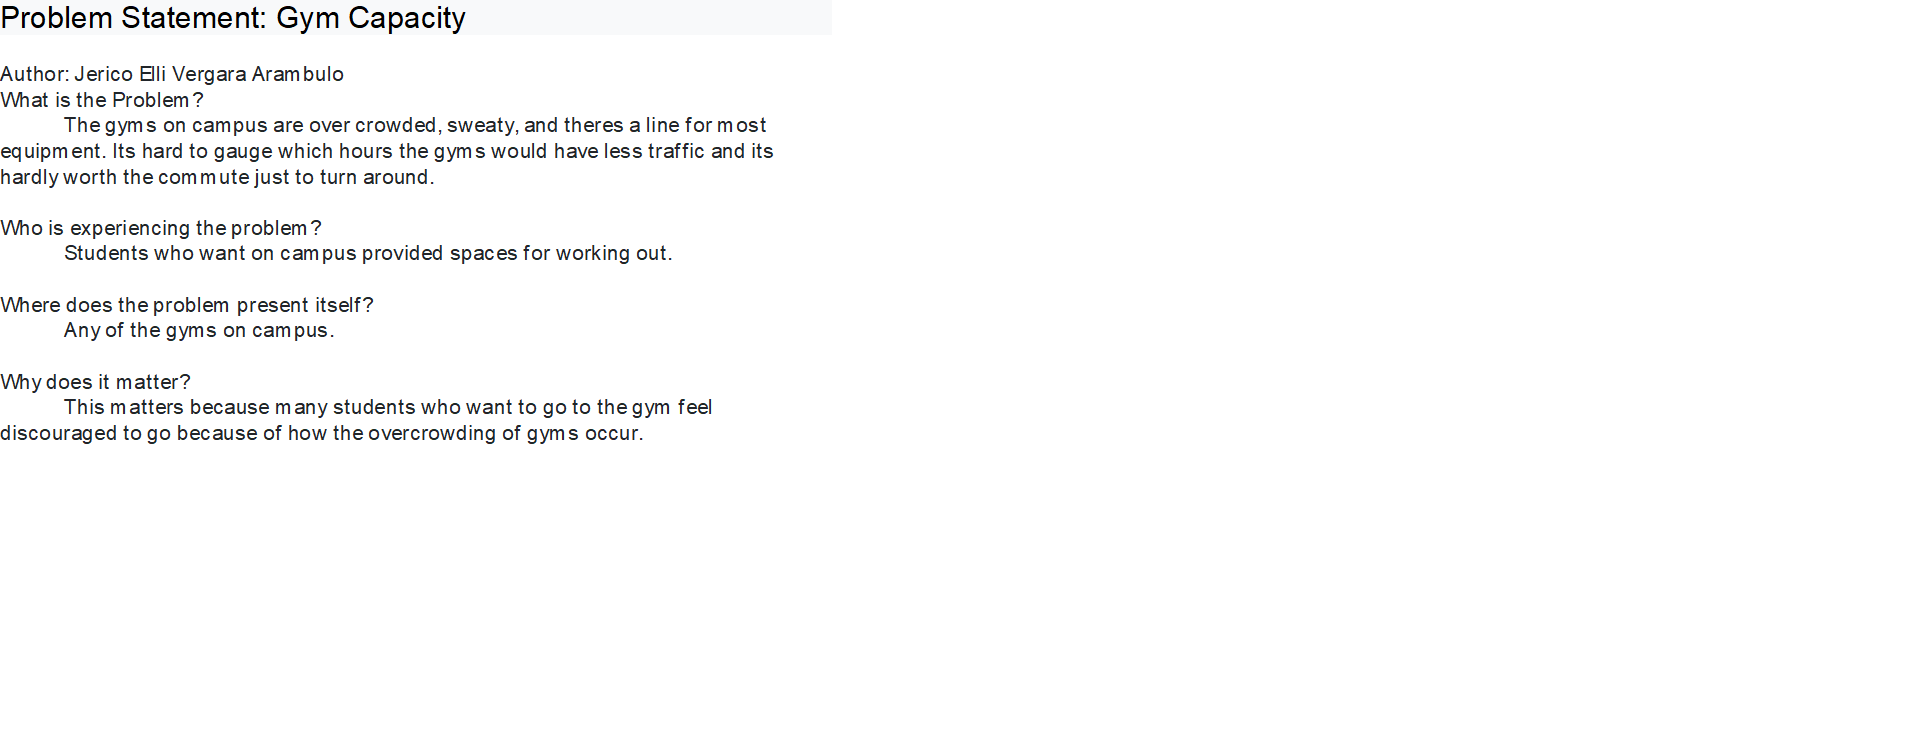 Problem Statement: Gym Capacity
Author: Jerico Elli Vergara Arambulo
What is the Problem?
The gyms on campus are over crowded, sweaty, and theres a line for most
equipment. Its hard to gauge which hours the gyms would have less traffic and its
hardly worth the commute just to turn around.
Who is experiencing the problem?
Students who want on campus provided spaces for working out.
Where does the problem present itself?
Any of the gyms on campus.
Why does it matter?
This matters because many students who want to go to the gym feel
discouraged to go because of how the overcrowding of gyms occur.